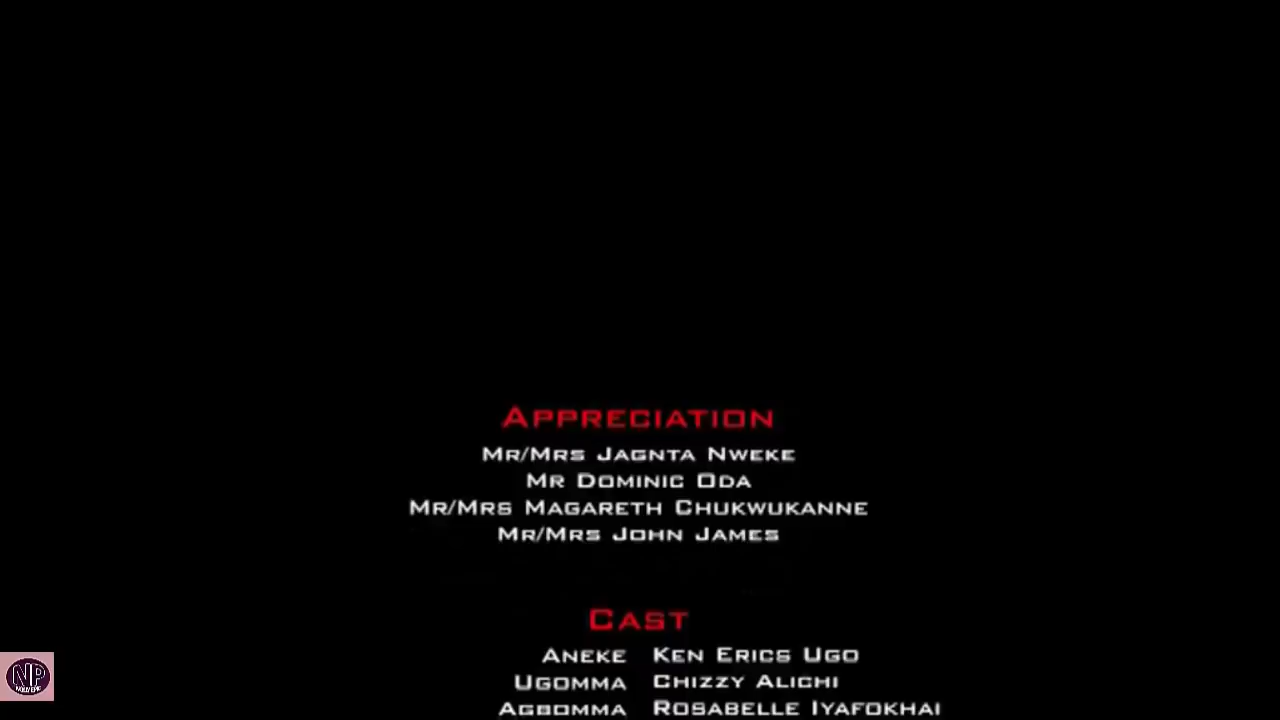 Appreciation
Mr/Mrs Jagnta Nweke
Mr Dominic Oda
Mr/Mrs Magareth Chukwukanne
Mr/Mrs John James
Cast
Aneke Ken Erics Ugo
Ugomma Chizzy Alichi
Agbomma Rosabelle Iyafokhai
NP